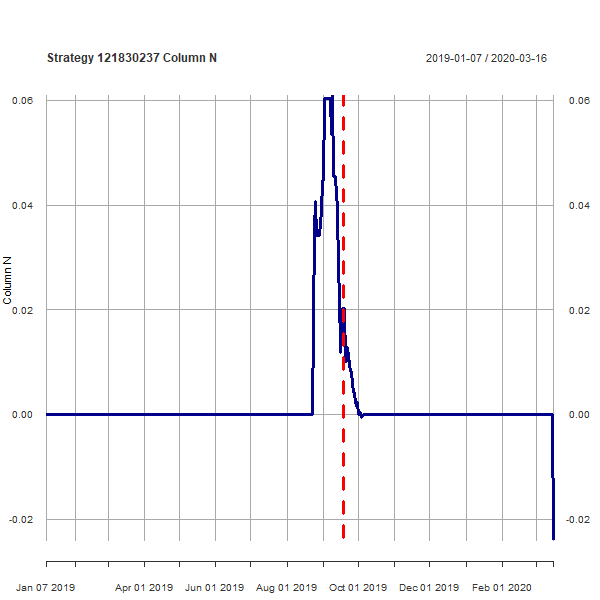 Strategy 121830237 Column N
2019-01-07 / 2020-03-16
0.06
0.06
0.04
0.04
Column N
0.02
0.02
0.00
0.00
-0.02
-0.02
Jan 07 2019
Apr 01 2019
Jun 01 2019
Aug 01 2019
Oct 01 2019
Dec 01 2019
Feb 01 2020